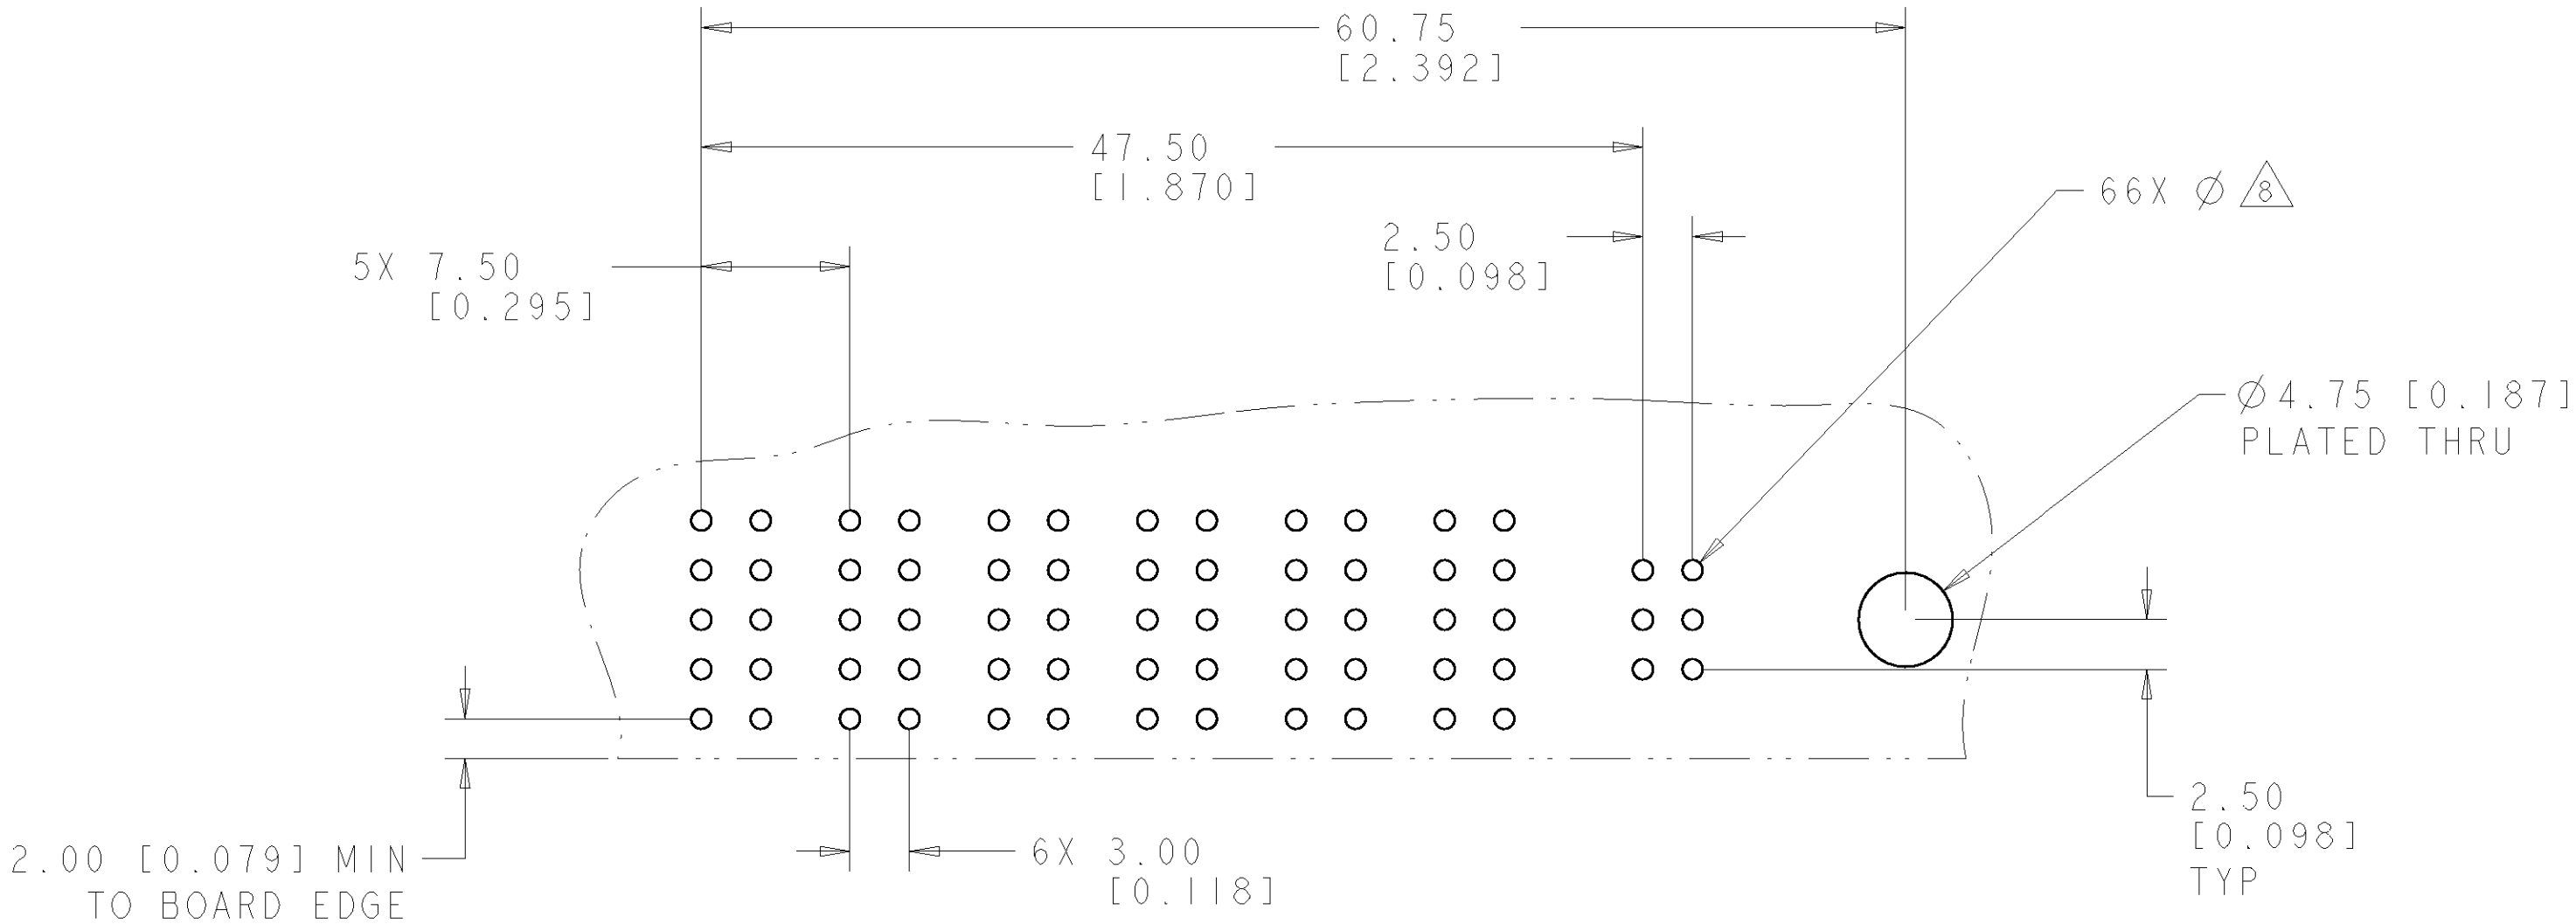 60.75
[2.392]
47.50
[1.870]
66X Ø 8
2.50
[0.098]
5X 7.50
[0.295]
Ø4.75 [0.187]
PLATED THRU
2.50
[0.098]
TYP
2.00 [0.079] MIN
TO BOARD EDGE
6X 3.00
[0.118]